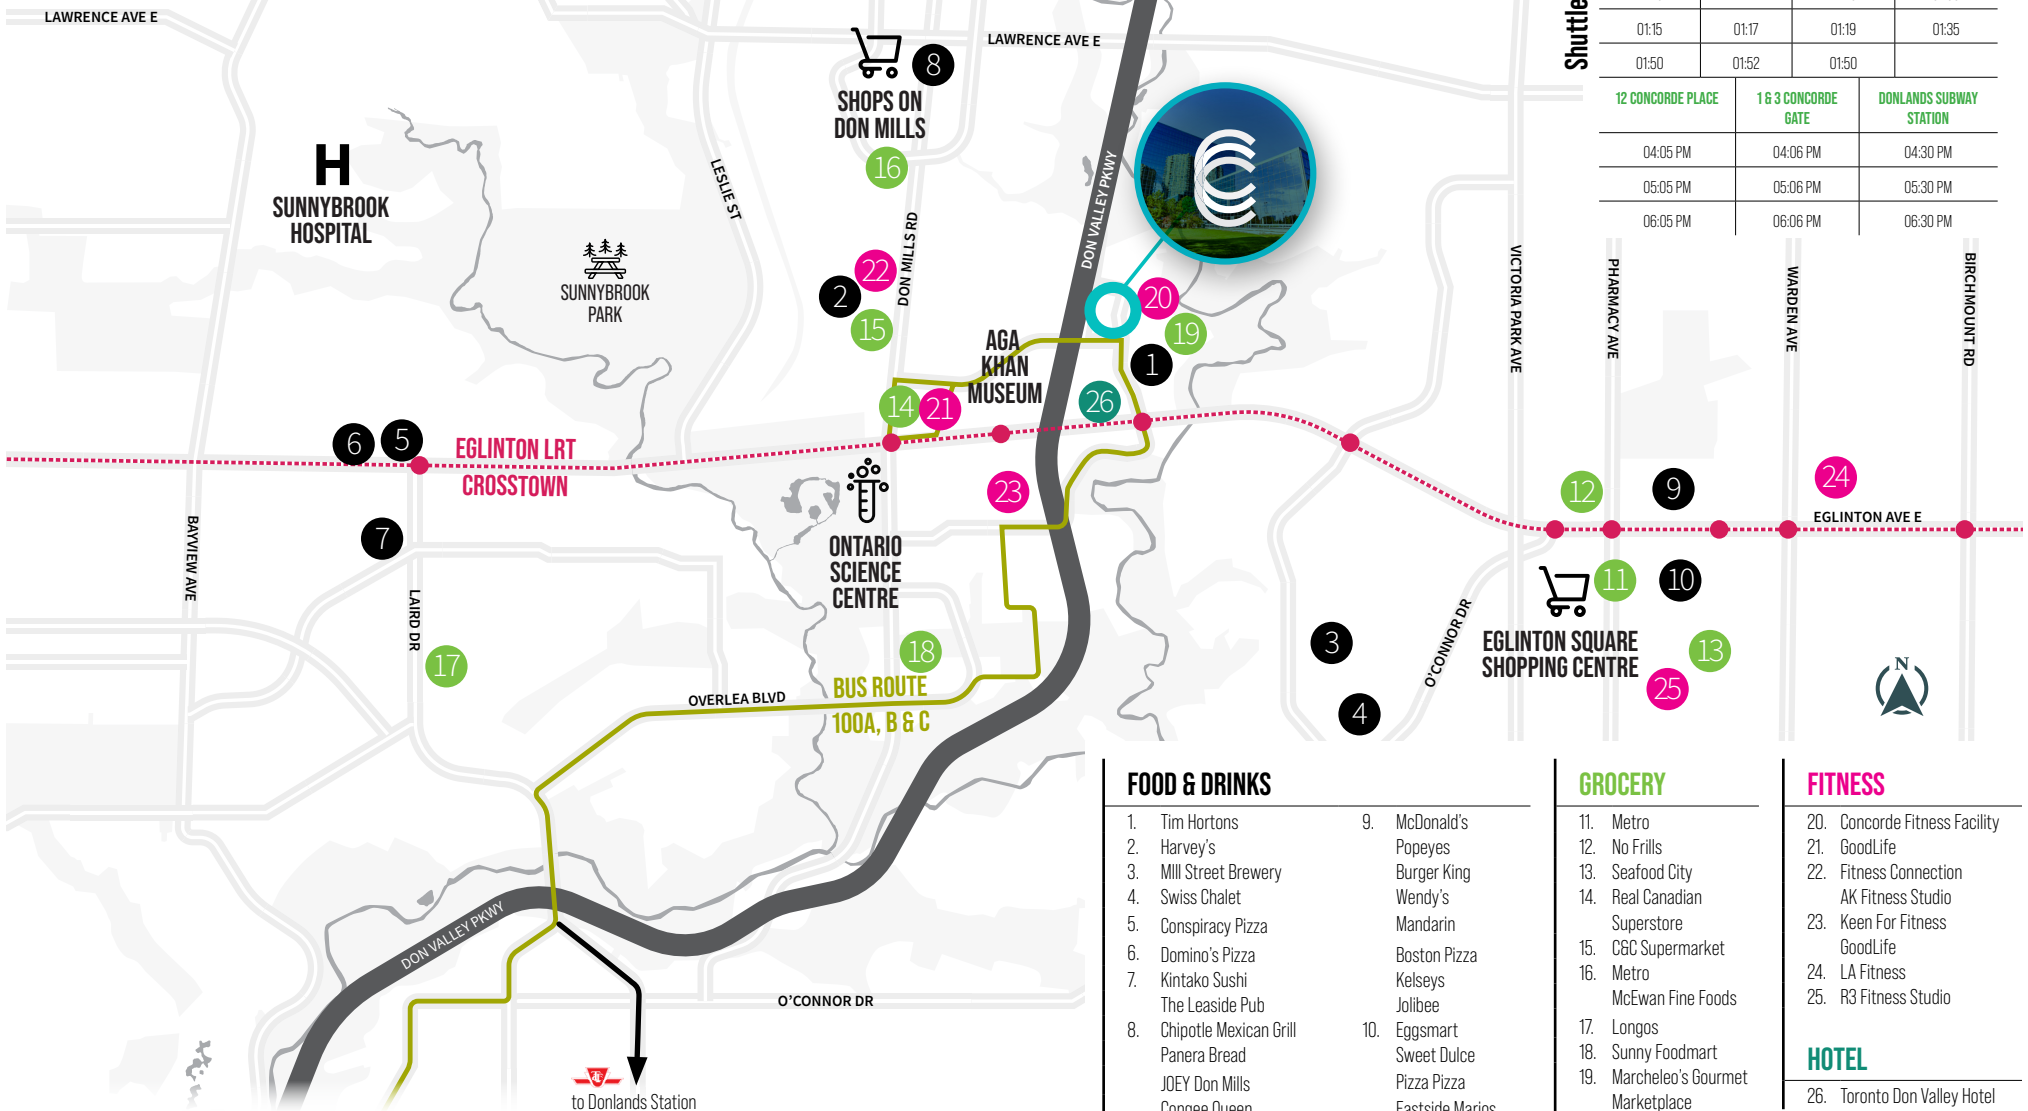 LAWRENCE AVE E
LAWRENCE AVE E
8
SHOPS ON
DON MILLS
16
H
SUNNYBROOK
HOSPITAL
SUNNYBROOK
PARK
LESLIE ST
DON MILLS RD
DON VALLEY PKWY
22
2
15
20
19
1
AGA
KHAN
MUSEUM
14
21
26
6
5
EGLINTON LRT
CROSSTOWN
7
23
ONTARIO
SCIENCE
CENTRE
BAYVIEW AVE
LAIRD DR
17
18
OVERLEA BLVD
BUS ROUTE
100A, B & C
DON VALLEY PKWY
O'CONNOR DR
to Donlands Station
VICTORIA PARK AVE
PHARMACY AVE
WARDEN AVE
BIRCHMOUNT RD
12
9
24
EGLINTON AVE E
11
10
3
4
O'CONNOR DR
EGLINTON SQUARE
SHOPPING CENTRE
13
25
N
Shuttle
01:15 01:17 01:19 01:35
01:50 01:52 01:50
12 CONCORDE PLACE 1 & 3 CONCORDE GATE DONLANDS SUBWAY STATION
04:05 PM 04:06 PM 04:30 PM
05:05 PM 05:06 PM 05:30 PM
06:05 PM 06:06 PM 06:30 PM
FOOD & DRINKS
1. Tim Hortons
2. Harvey's
3. MIll Street Brewery
4. Swiss Chalet
5. Conspiracy Pizza
6. Domino's Pizza
7. Kintako Sushi
The Leaside Pub
8. Chipotle Mexican Grill
Panera Bread
JOEY Don Mills
Congee Queen
9. McDonald's
Popeyes
Burger King
Wendy's
Mandarin
Boston Pizza
Kelseys
Jolibee
10. Eggsmart
Sweet Dulce
Pizza Pizza
Eastside Marios
GROCERY
11. Metro
12. No Frills
13. Seafood City
14. Real Canadian
Superstore
15. C&C Supermarket
16. Metro
McEwan Fine Foods
17. Longos
18. Sunny Foodmart
19. Marcheleo's Gourmet
Marketplace
FITNESS
20. Concorde Fitness Facility
21. GoodLife
22. Fitness Connection
AK Fitness Studio
23. Keen For Fitness
GoodLife
24. LA Fitness
25. R3 Fitness Studio
HOTEL
26. Toronto Don Valley Hotel